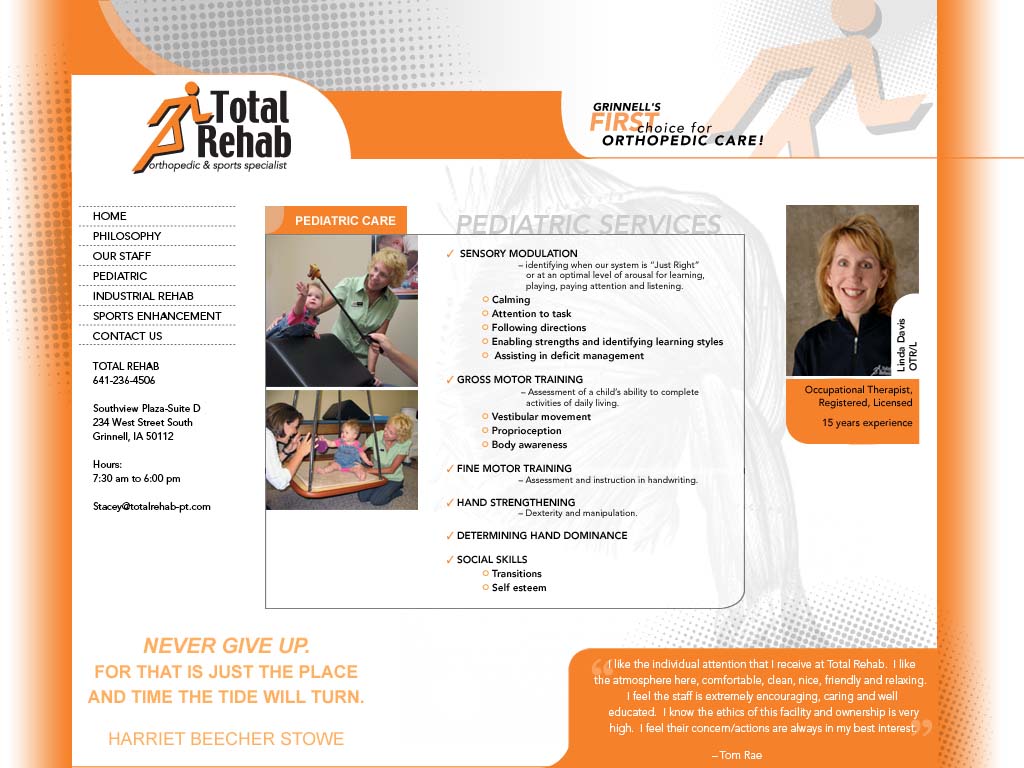 Total
Rehab
orthopedic & sports specialist
GRINNELL'S
FIRST choice for
ORTHOPEDIC CARE!
HOME
PHILOSOPHY
OUR STAFF
PEDIATRIC
INDUSTRIAL REHAB
SPORTS ENHANCEMENT
CONTACT US
TOTAL REHAB
641-236-4506
Southview Plaza-Suite D
234 West Street South
Grinnell, IA 50112
Hours:
7:30 am to 6:00 pm
Stacey@totalrehab-pt.com
PEDIATRIC CARE
PEDIATRIC SERVICES
✓ SENSORY MODULATION
– identifying when our system is “Just Right”
or at an optimal level of arousal for learning,
playing, paying attention and listening.
Calming
Attention to task
Following directions
Enabling strengths and identifying learning styles
Assisting in deficit management
✓ GROSS MOTOR TRAINING
– Assessment of a child's ability to complete
activities of daily living.
Vestibular movement
Proprioception
Body awareness
✓ FINE MOTOR TRAINING
– Assessment and instruction in handwriting.
✓ HAND STRENGTHENING
– Dexterity and manipulation.
✓ DETERMINING HAND DOMINANCE
✓ SOCIAL SKILLS
Transitions
Self esteem
Linda Davis
OTR/L
Occupational Therapist,
Registered, Licensed
15 years experience
NEVER GIVE UP.
FOR THAT IS JUST THE PLACE
AND TIME THE TIDE WILL TURN.
HARRIET BEECHER STOWE
“I like the individual attention that I receive at Total Rehab. I like
the atmosphere here, comfortable, clean, nice, friendly and relaxing.
I feel the staff is extremely encouraging, caring and well
educated. I know the ethics of this facility and ownership is very
high. I feel their concern/actions are always in my best interest.”
–Tom Rae